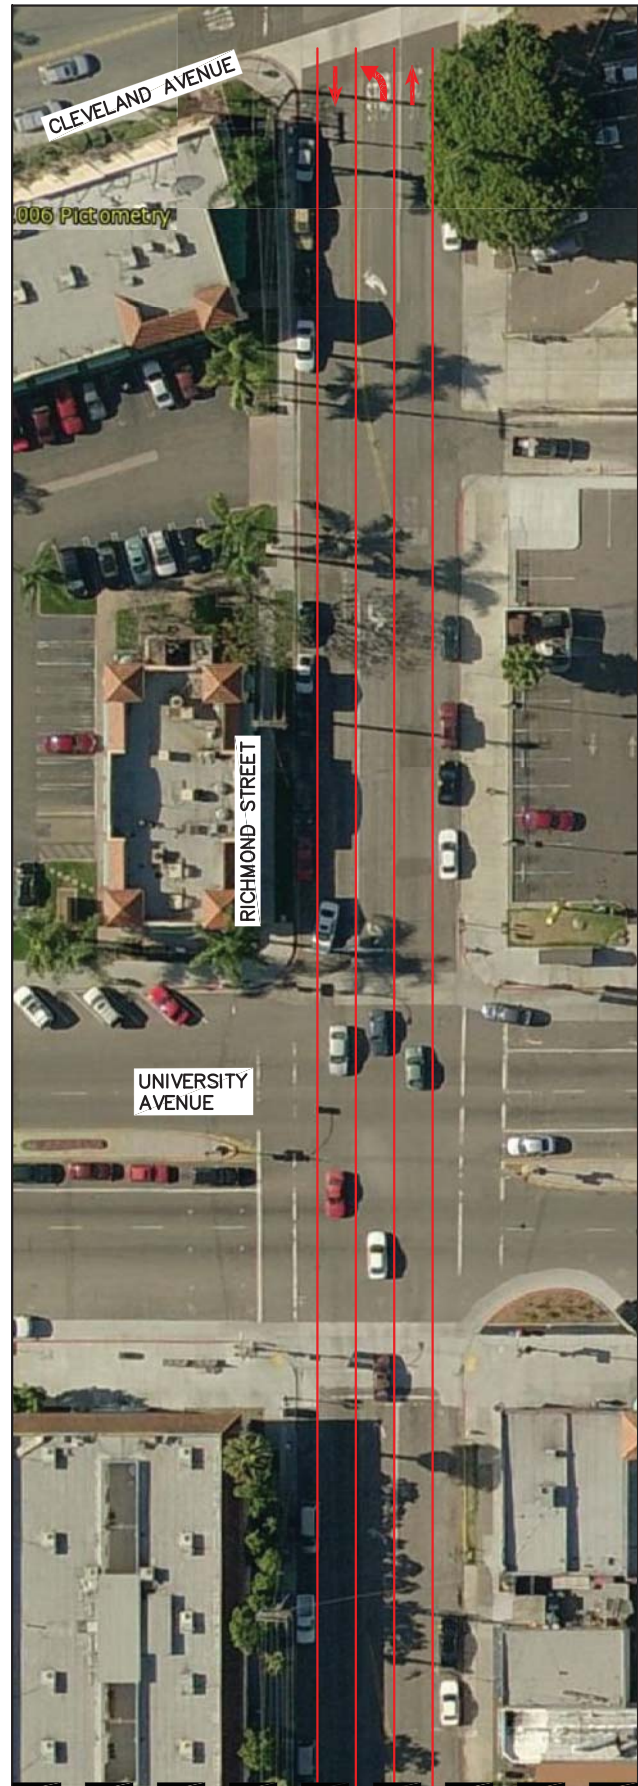 CLEVELAND AVENUE
006 Pictometry
RICHMOND STREET
UNIVERSITY
AVENUE